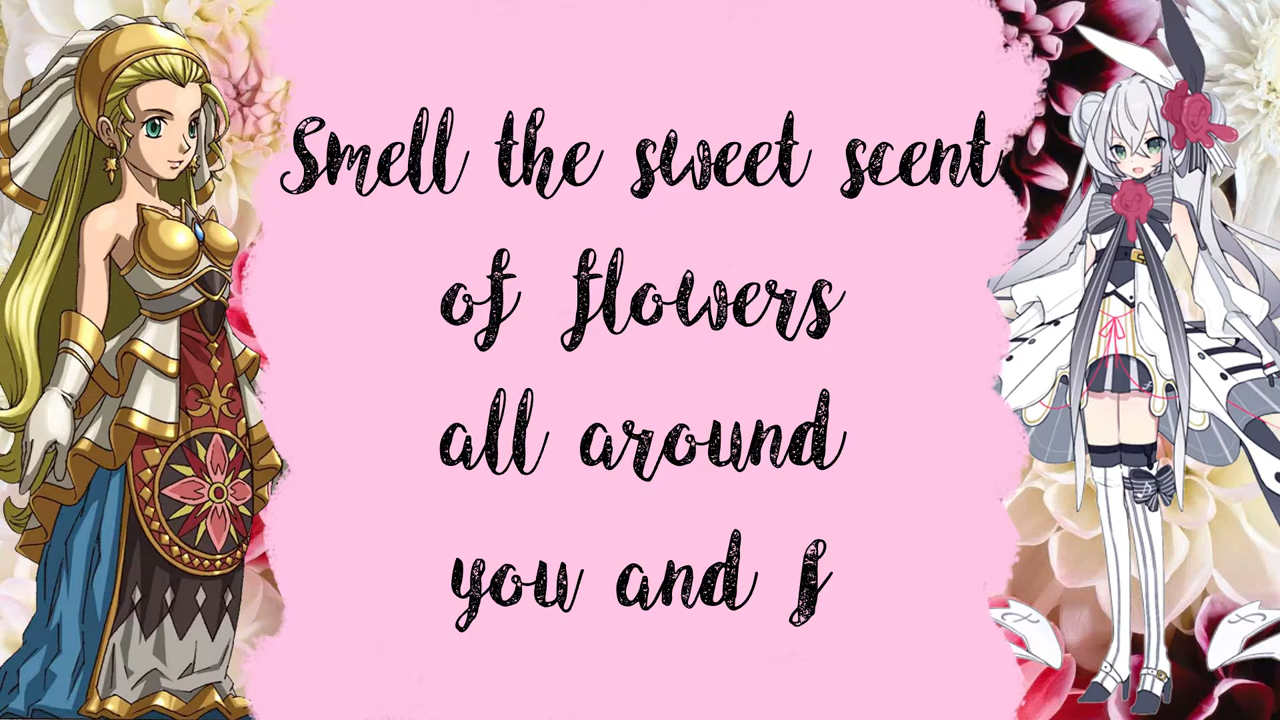 Smell the sweet scent
of flowers
all around
you and I